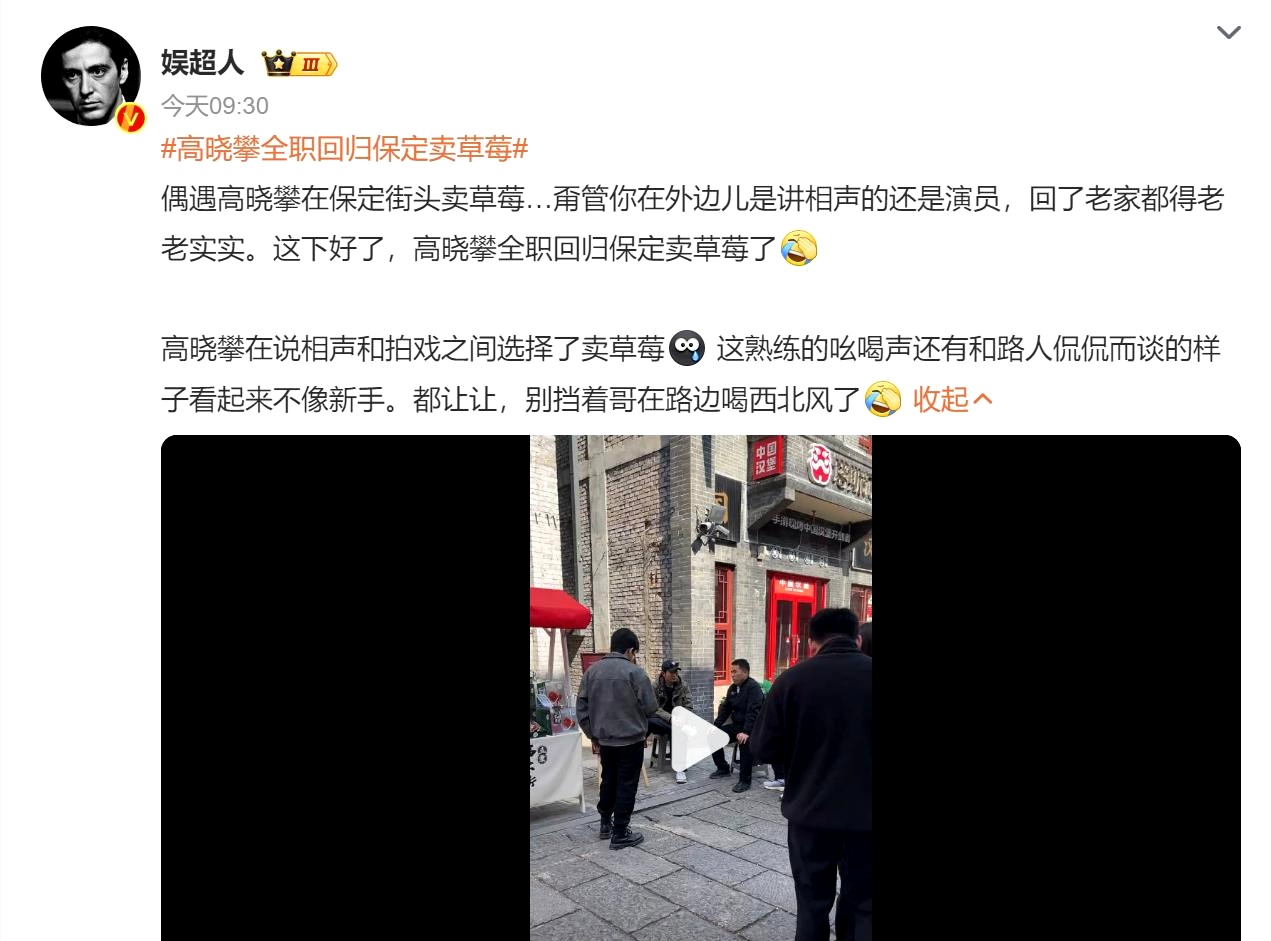 娱超人
III
今天09:30
#高晓攀全职回归保定卖草莓#
偶遇高晓攀在保定街头卖草莓…甭管你在外边儿是讲相声的还是演员，回了老家都得老
老实实。这下好了，高晓攀全职回归保定卖草莓了
高晓攀在说相声和拍戏之间选择了卖草莓 这熟练的吆喝声还有和路人侃侃而谈的样
子看起来不像新手。都让让，别挡着哥在路边喝西北风了 收起
中国
汉堡